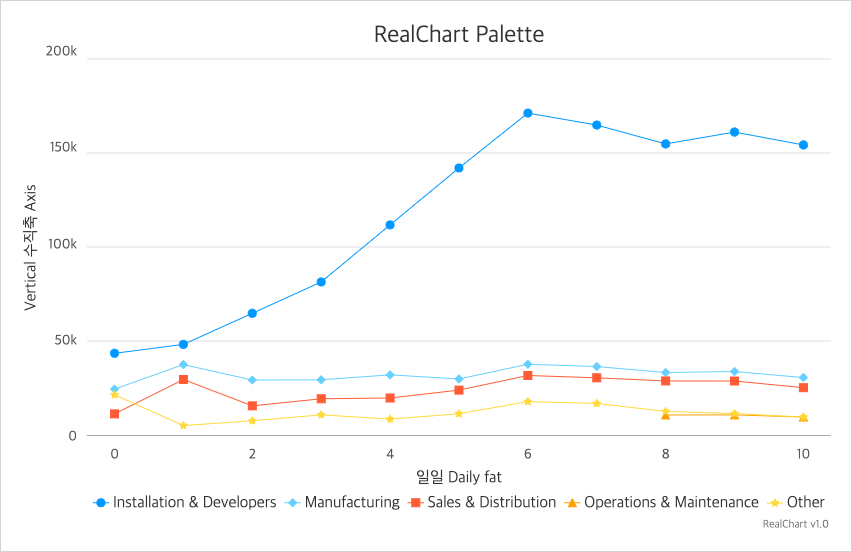 RealChart Palette
200k
150k
100k
50k
0
Vertical 수직축 Axis
0 2 4 6 8 10
일일 Daily fat
Installation & Developers Manufacturing Sales & Distribution Operations & Maintenance Other
RealChart v1.0